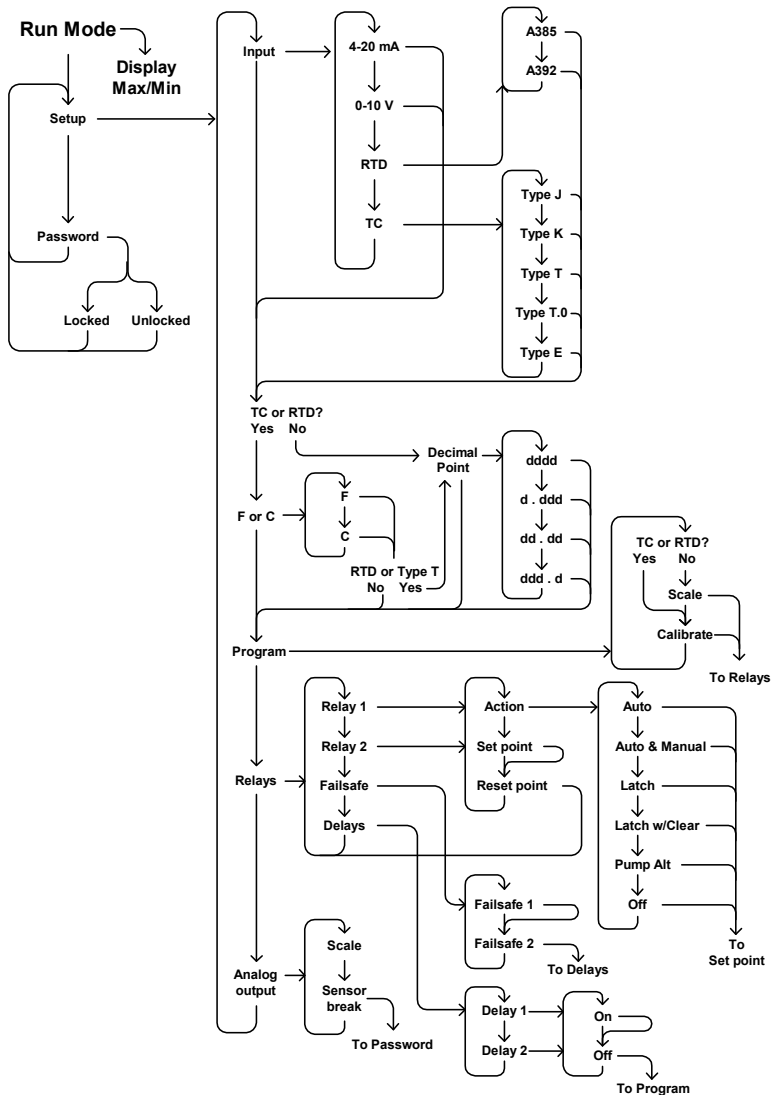 Run Mode
Display
Max/Min
Setup
Password
Locked
Unlocked
Input
4-20 mA
0-10 V
RTD
TC
A385
A392
Type J
Type K
Type T
Type T.0
Type E
TC or RTD?
Yes No
F or C
F
C
RTD or Type T
No Yes
Decimal
Point
dddd
d . ddd
dd . dd
ddd . d
Program
TC or RTD?
Yes No
Scale
Calibrate
To Relays
Relays
Relay 1
Relay 2
Failsafe
Delays
Action
Set point
Reset point
Auto
Auto & Manual
Latch
Latch w/Clear
Pump Alt
Off
To
Set point
Failsafe 1
Failsafe 2
To Delays
Analog
output
Scale
Sensor
break
To Password
Delay 1
Delay 2
On
Off
To Program